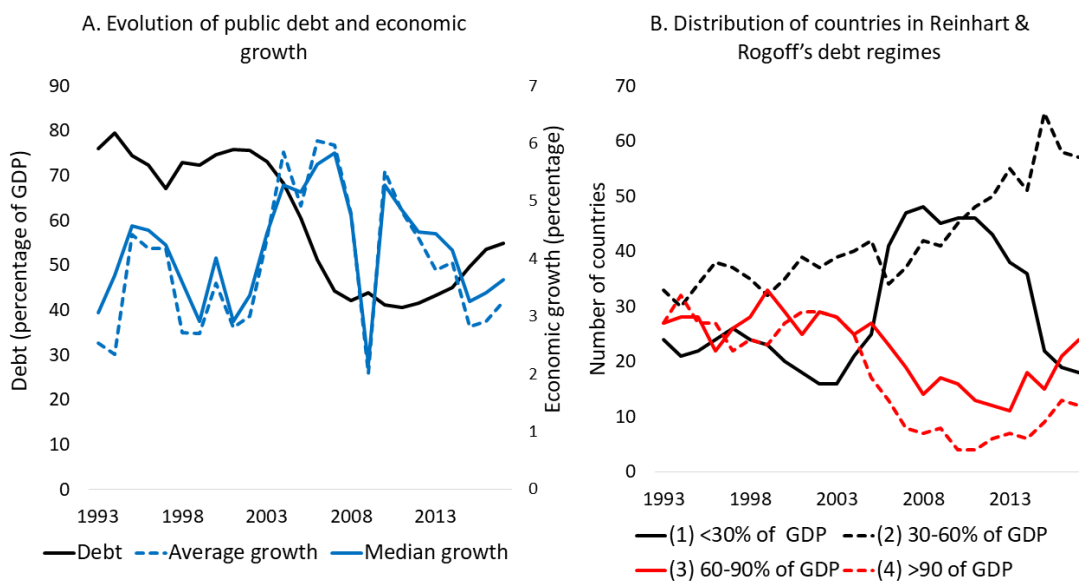 A. Evolution of public debt and economic
growth
90
80
70
60
50
40
30
20
10
0
Debt (percentage of GDP)
7
6
5
4
3
2
1
0
Economic growth (percentage)
1993 1998 2003 2008 2013
Debt Average growth Median growth
B. Distribution of countries in Reinhart &
Rogoff's debt regimes
70
60
50
40
30
20
10
0
Number of countries
1993 1998 2003 2008 2013
(1) <30% of GDP (2) 30-60% of GDP
(3) 60-90% of GDP (4) >90 of GDP